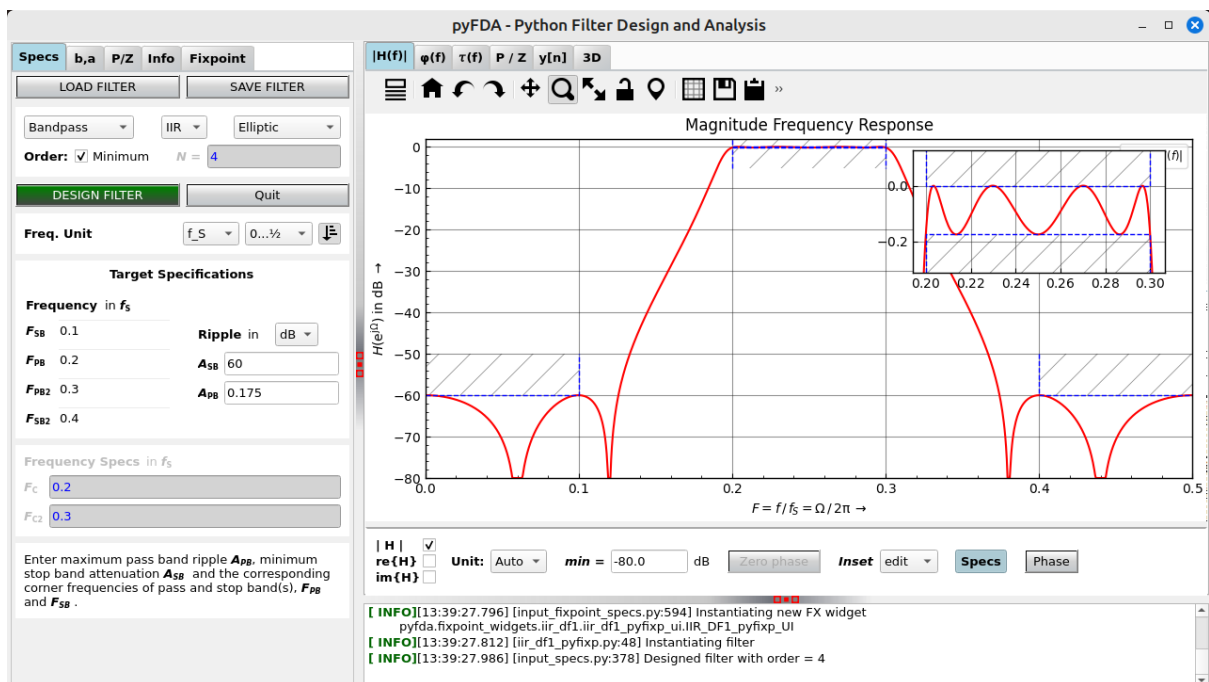 pyFDA - Python Filter Design and Analysis
Specs b,a P/Z Info Fixpoint
LOAD FILTER SAVE FILTER
Bandpass IIR Elliptic
Order: Minimum N = 4
DESIGN FILTER Quit
Freq. Unit f_S 0...½
Target Specifications
Frequency in fS
FSB 0.1
Ripple in dB
FPB 0.2
ASB 60
FPB2 0.3
APB 0.175
FSB2 0.4
Frequency Specs in fS
FC 0.2
FC2 0.3
Enter maximum pass band ripple APB, minimum
stop band attenuation ASB and the corresponding
corner frequencies of pass and stop band(s), FPB
and FSB .
|H(f)| φ(f) τ(f) P / Z y[n] 3D
Magnitude Frequency Response
H(e^jΩ) in dB →
0
−10
−20
−30
−40
−50
−60
−70
−80
0.0 0.1 0.2 0.3 0.4 0.5
F = f / fS = Ω / 2π →
(f)|
0.0
−0.2
0.20 0.22 0.24 0.26 0.28 0.30
| H |
re{H}
im{H}
Unit: Auto min = -80.0 dB Zero phase Inset edit Specs Phase
[ INFO][13:39:27.796] [input_fixpoint_specs.py:594] Instantiating new FX widget
pyfda.fixpoint_widgets.iir_df1.iir_df1_pyfixp_ui.IIR_DF1_pyfixp_UI
[ INFO][13:39:27.812] [iir_df1_pyfixp.py:48] Instantiating filter
[ INFO][13:39:27.986] [input_specs.py:378] Designed filter with order = 4